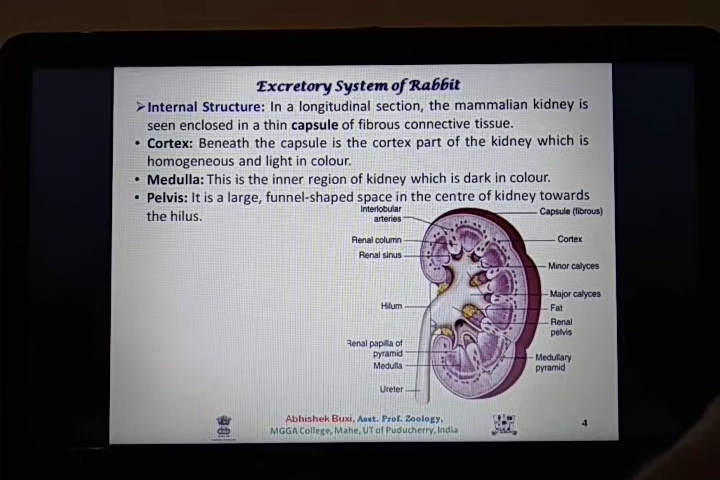 Excretory System of Rabbit
➢Internal Structure: In a longitudinal section, the mammalian kidney is
seen enclosed in a thin capsule of fibrous connective tissue.
• Cortex: Beneath the capsule is the cortex part of the kidney which is
homogeneous and light in colour.
• Medulla: This is the inner region of kidney which is dark in colour.
• Pelvis: It is a large, funnel-shaped space in the centre of kidney towards
the hilus.
Interlobular
arteries
Renal column
Renal sinus
Hilum
Renal papilla of
pyramid
Medulla
Ureter
Capsule (fibrous)
Cortex
Minor calyces
Major calyces
Fat
Renal
pelvis
Medullary
pyramid
Abhishek Buxi, Asst. Prof. Zoology,
MGGA College, Mahe, UT of Puducherry, India
4